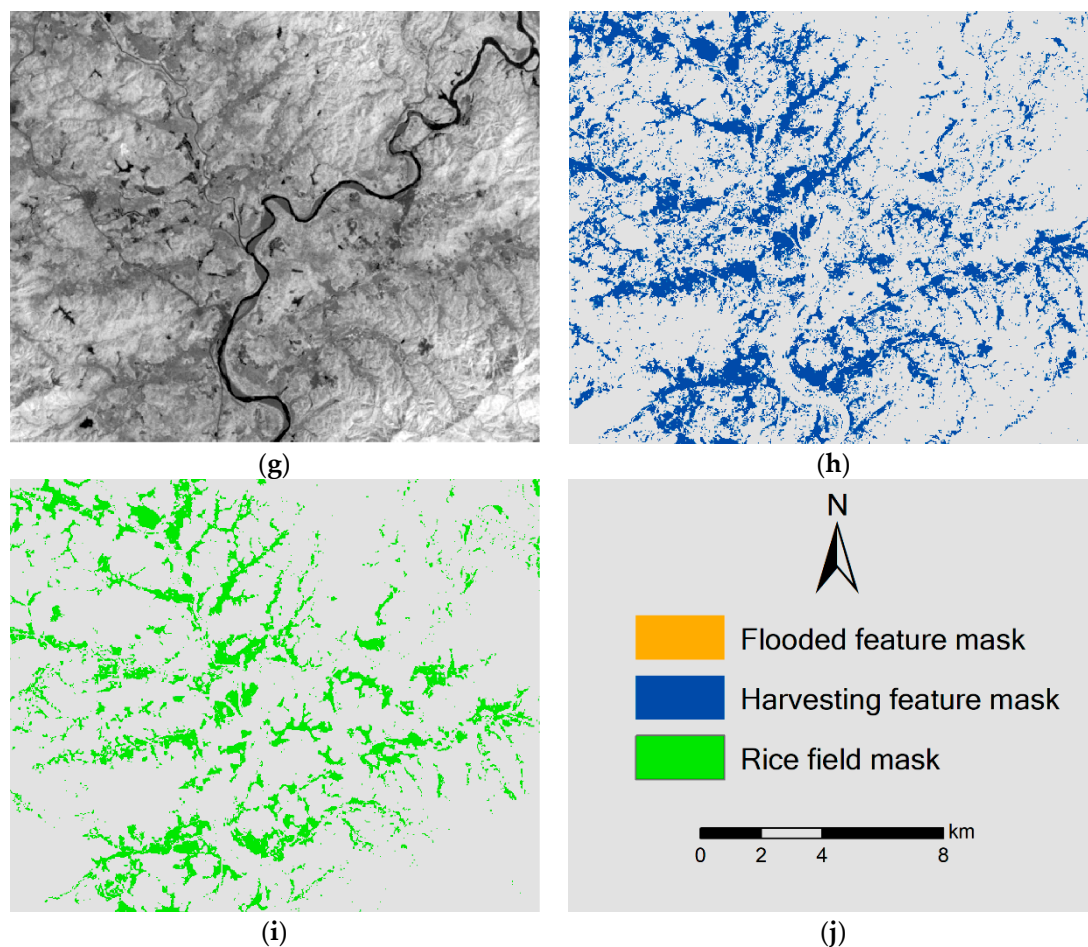 (g)
(h)
N
Flooded feature mask
Harvesting feature mask
Rice field mask
km
0 2 4 8
(i)
(j)